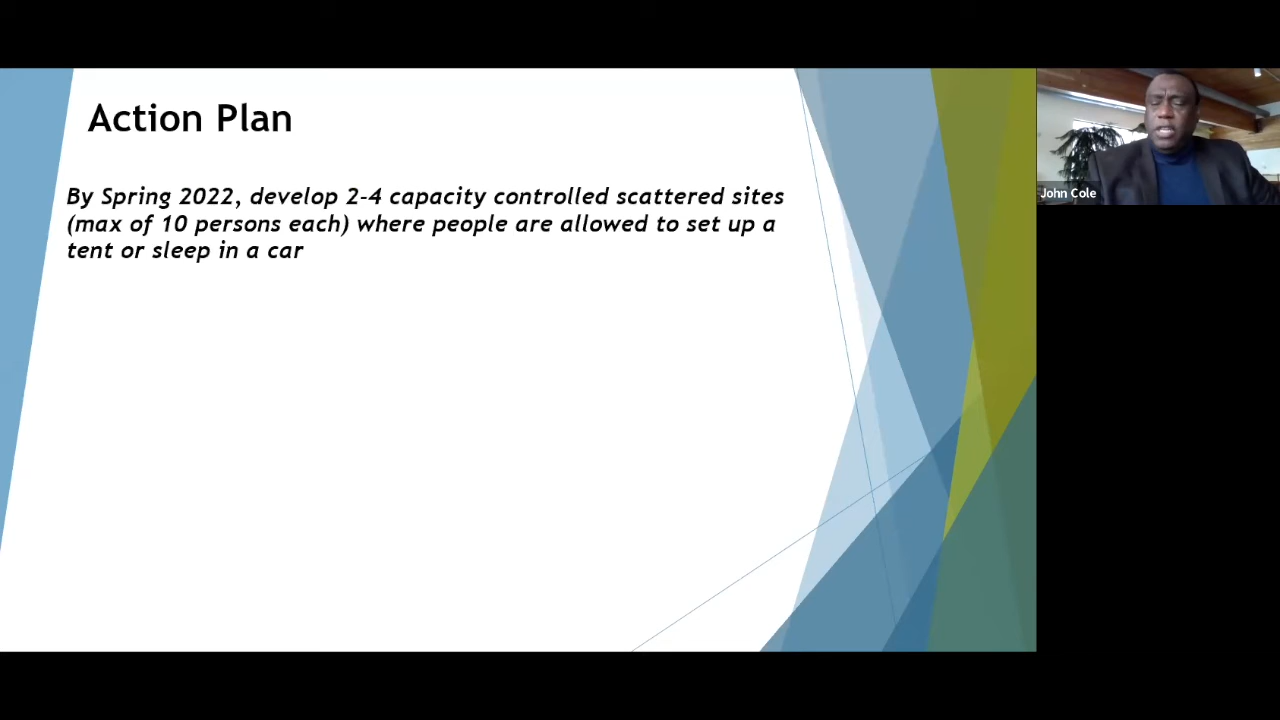 Action Plan
By Spring 2022, develop 2-4 capacity controlled scattered sites
(max of 10 persons each) where people are allowed to set up a
tent or sleep in a car
John Cole